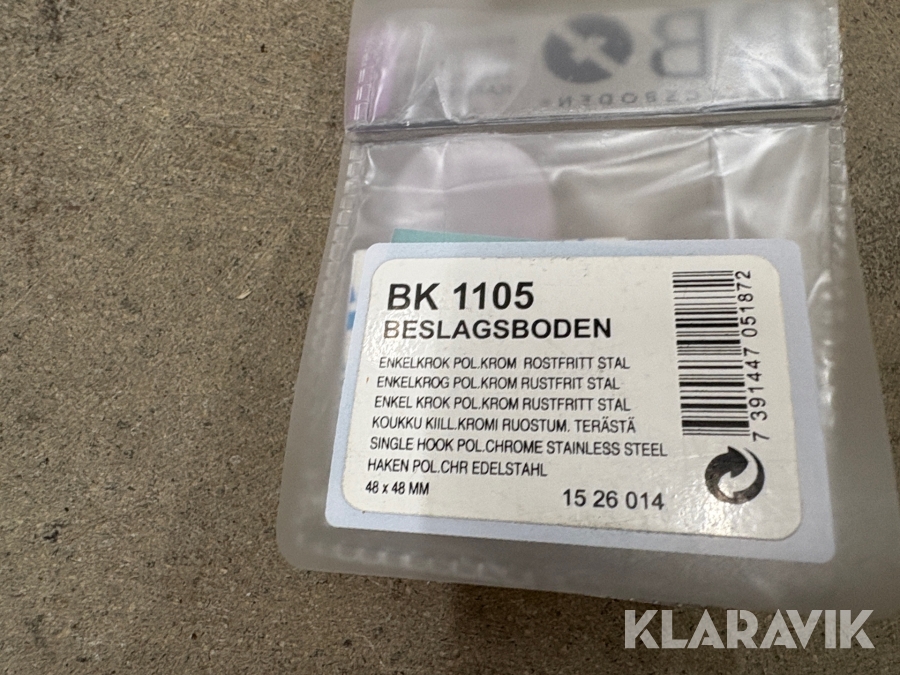 BK 1105
BESLAGSBODEN
ENKELKROK POL.KROM ROSTFRITT STAL
ENKELKROG POL.KROM RUSTFRIT STAL
ENKEL KROK POL.KROM RUSTFRITT STAL
KOUKKU KIILL.KROMI RUOSTUM. TERÄSTÄ
SINGLE HOOK POL.CHROME STAINLESS STEEL
HAKEN POL.CHR EDELSTAHL
48 x 48 MM
15 26 014
7 391447 051872
KLARAVIK